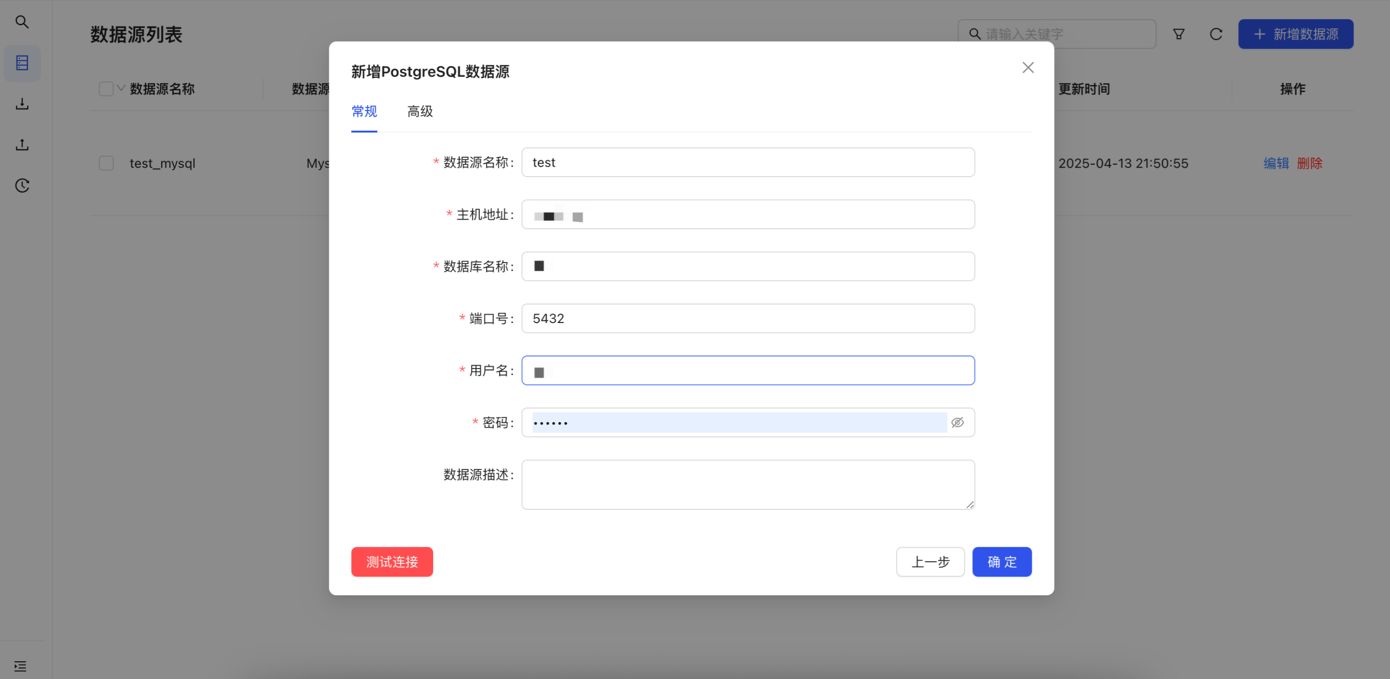 数据源列表
请输入关键字
新增数据源
数据源名称
数据源
更新时间
操作
test_mysql
Mys
2025-04-13 21:50:55
编辑 删除
新增PostgreSQL数据源
常规 高级
* 数据源名称: test
* 主机地址:
* 数据库名称:
* 端口号: 5432
* 用户名:
* 密码: ••••••
数据源描述:
测试连接
上一步
确 定